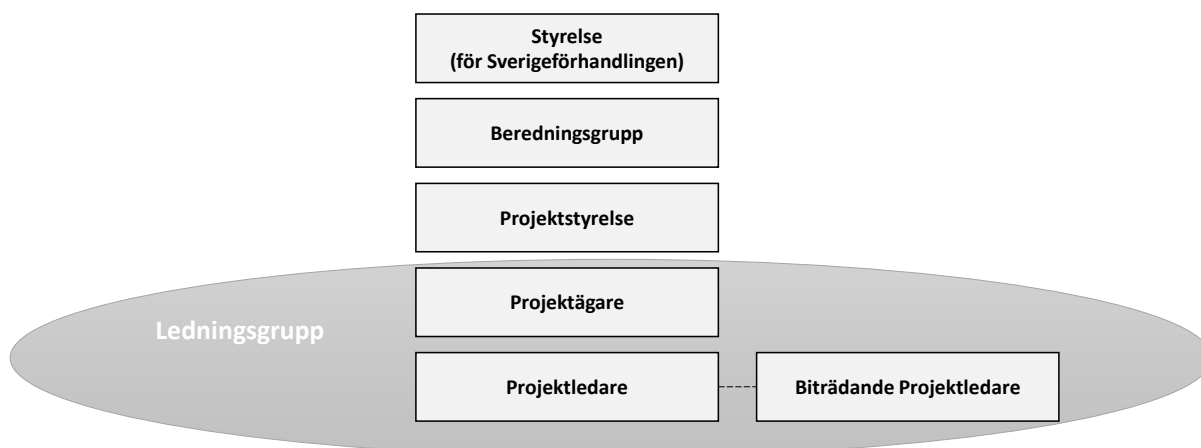 Styrelse
(för Sverigeförhandlingen)
Beredningsgrupp
Projektstyrelse
Projektägare
Ledningsgrupp
Projektledare
Biträdande Projektledare